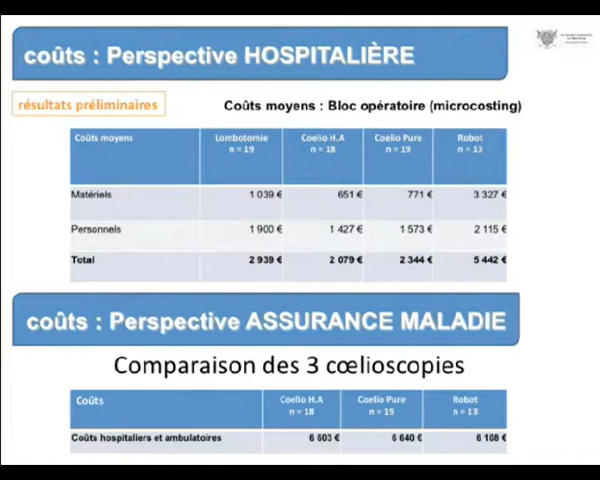 coûts : Perspective HOSPITALIÈRE
résultats préliminaires
Coûts moyens : Bloc opératoire (microcosting)
Coûts moyens Lombotomie n = 19 Coelio H.A n = 18 Coelio Pure n = 19 Robot n = 13
Matériels 1 039 € 651 € 771 € 3 327 €
Personnels 1 900 € 1 427 € 1 573 € 2 115 €
Total 2 939 € 2 079 € 2 344 € 5 442 €
coûts : Perspective ASSURANCE MALADIE
Comparaison des 3 cœlioscopies
Coûts Coelio H.A n = 18 Coelio Pure n = 19 Robot n = 13
Coûts hospitaliers et ambulatoires 6 603 € 6 640 € 6 108 €